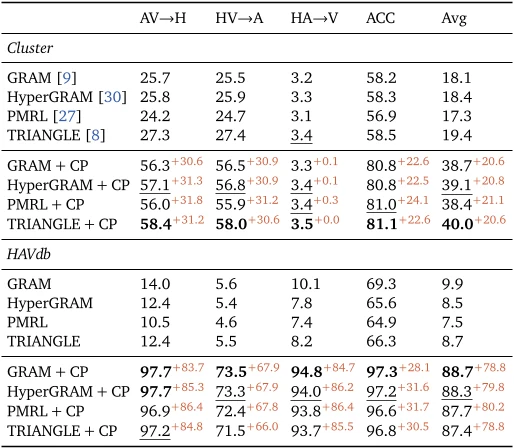 AV→H HV→A HA→V ACC Avg
Cluster
GRAM [9] 25.7 25.5 3.2 58.2 18.1
HyperGRAM [30] 25.8 25.9 3.3 58.3 18.4
PMRL [27] 24.2 24.7 3.1 56.9 17.3
TRIANGLE [8] 27.3 27.4 3.4 58.5 19.4
GRAM + CP 56.3+30.6 56.5+30.9 3.3+0.1 80.8+22.6 38.7+20.6
HyperGRAM + CP 57.1+31.3 56.8+30.9 3.4+0.1 80.8+22.5 39.1+20.8
PMRL + CP 56.0+31.8 55.9+31.2 3.4+0.3 81.0+24.1 38.4+21.1
TRIANGLE + CP 58.4+31.2 58.0+30.6 3.5+0.0 81.1+22.6 40.0+20.6
HAVdb
GRAM 14.0 5.6 10.1 69.3 9.9
HyperGRAM 12.4 5.4 7.8 65.6 8.5
PMRL 10.5 4.6 7.4 64.9 7.5
TRIANGLE 12.4 5.5 8.2 66.3 8.7
GRAM + CP 97.7+83.7 73.5+67.9 94.8+84.7 97.3+28.1 88.7+78.8
HyperGRAM + CP 97.7+85.3 73.3+67.9 94.0+86.2 97.2+31.6 88.3+79.8
PMRL + CP 96.9+86.4 72.4+67.8 93.8+86.4 96.6+31.7 87.7+80.2
TRIANGLE + CP 97.2+84.8 71.5+66.0 93.7+85.5 96.8+30.5 87.4+78.8